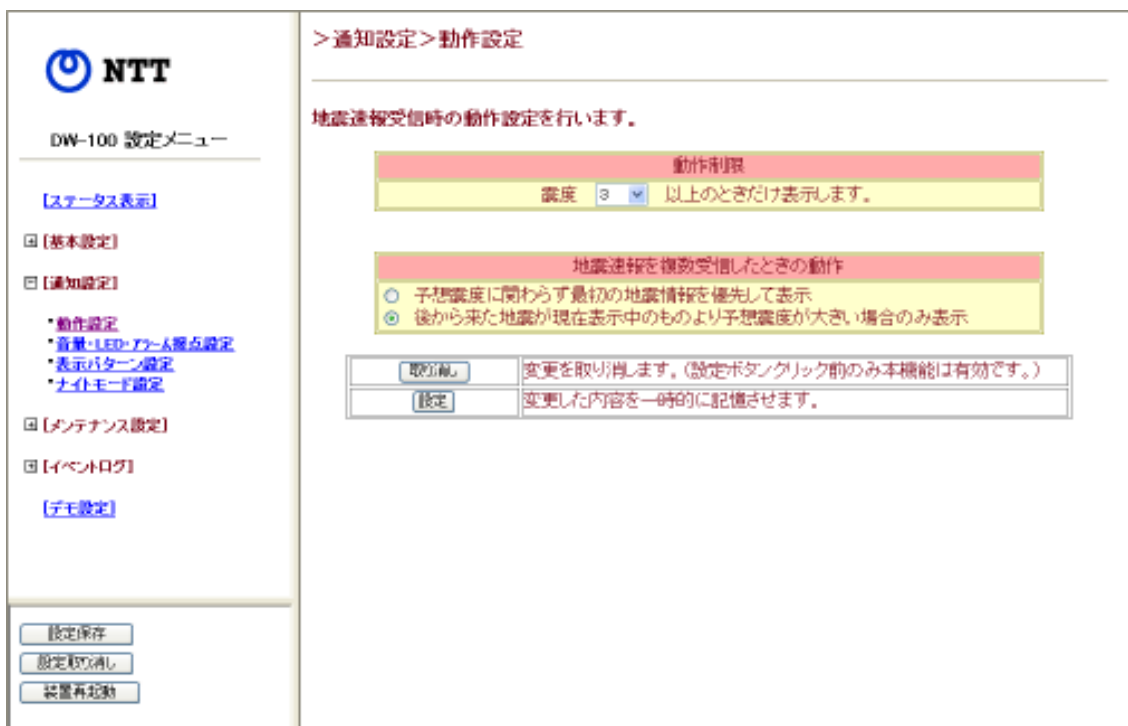 NTT
DW-100 設定メニュー
[ステータス表示]
[基本設定]
[通知設定]
・動作設定
・音量・LED・アラーム接点設定
・表示パターン設定
・ナイトモード設定
[メンテナンス設定]
[イベントログ]
[デモ設定]
設定保存
設定取り消し
装置再起動
>通知設定>動作設定
地震速報受信時の動作設定を行います。
動作制限
震度 3 以上のときだけ表示します。
地震速報を複数受信したときの動作
予想震度に関わらず最初の地震情報を優先して表示
後から来た地震が現在表示中のものより予想震度が大きい場合のみ表示
取り消し 変更を取り消します。(設定ボタンクリック前のみ本機能は有効です。)
設定 変更した内容を一時的に記憶させます。